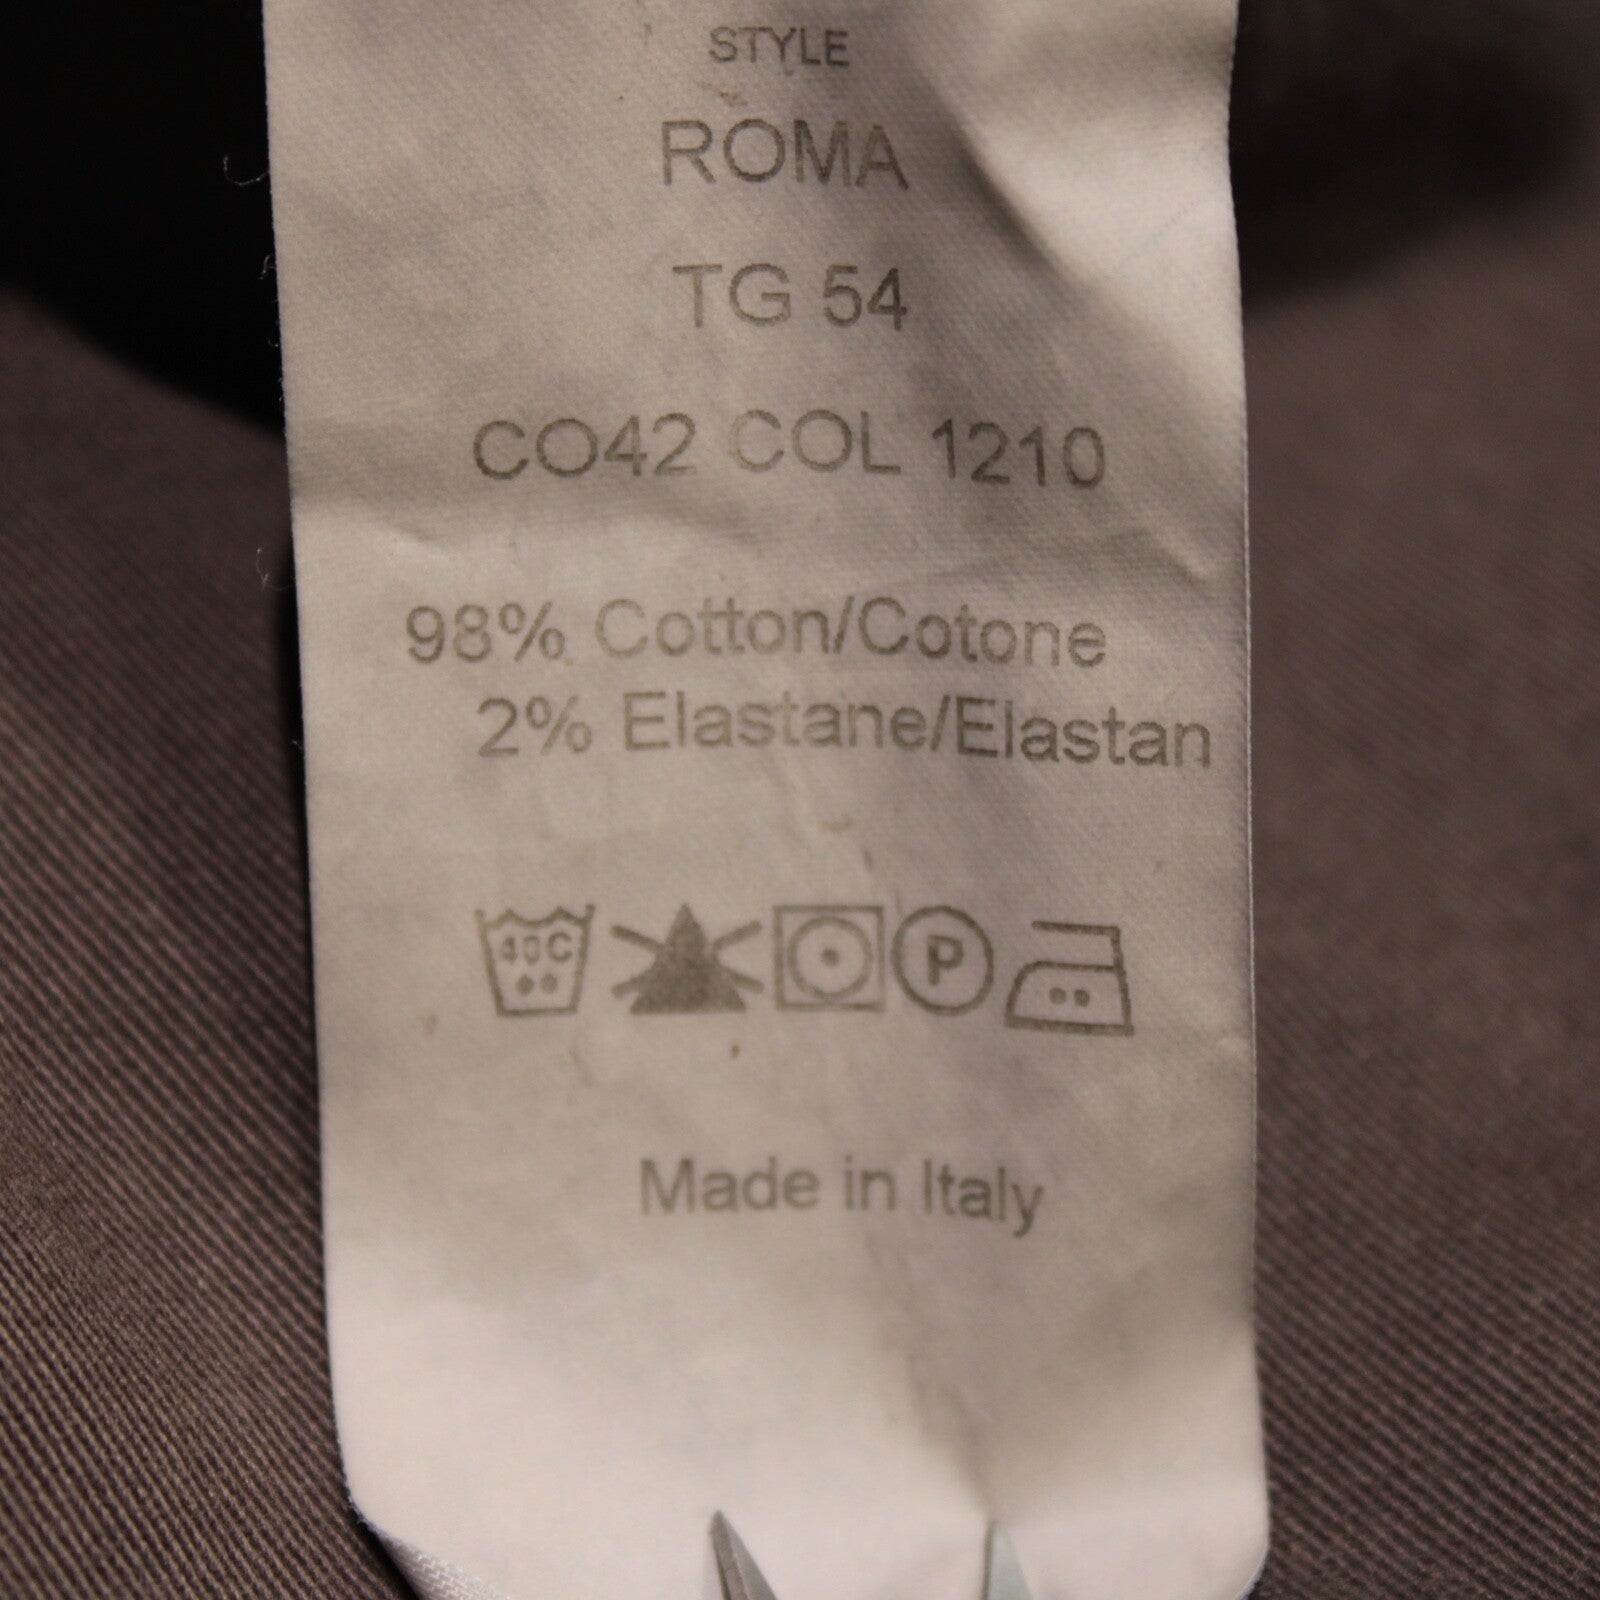 STYLE
ROMA
TG 54
CO42 COL 1210
98% Cotton/Cotone
2% Elastane/Elastan
40C P
Made in Italy